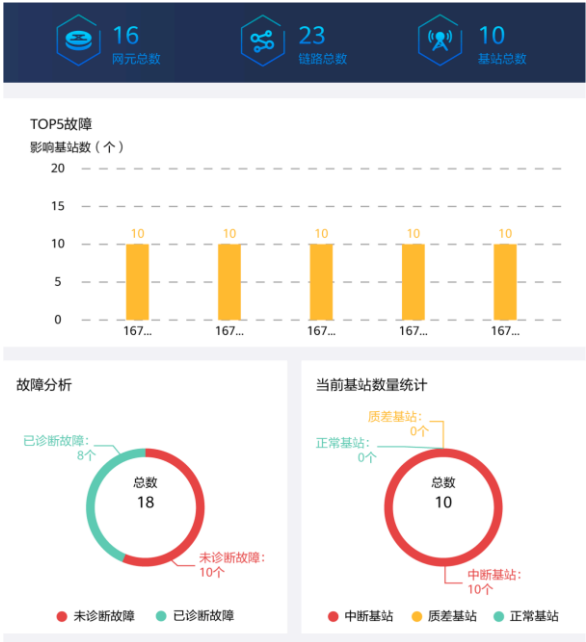 16
网元总数
23
链路总数
10
基站总数
TOP5故障
影响基站数（个）
20
15
10
5
0
10
10
10
10
10
167...
167...
167...
167...
167...
故障分析
已诊断故障：
8个
总数
18
未诊断故障：
10个
未诊断故障
已诊断故障
当前基站数量统计
质差基站：
0个
正常基站：
0个
总数
10
中断基站：
10个
中断基站
质差基站
正常基站